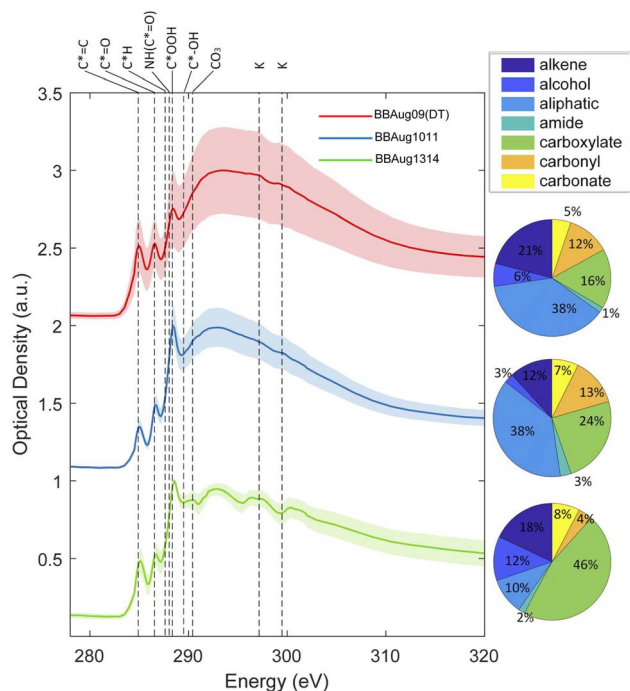 C*=C
C*=O
C*H
NH(C*=O)
C*OOH
C*-OH
CO₃
K
K
3.5
3
2.5
2
1.5
1
0.5
Optical Density (a.u.)
280
290
300
310
320
Energy (eV)
BBAug09(DT)
BBAug1011
BBAug1314
alkene
alcohol
aliphatic
amide
carboxylate
carbonyl
carbonate
5%
21%
12%
6%
16%
38%
1%
3%
12%
7%
13%
38%
24%
3%
18%
8%
4%
12%
46%
10%
2%